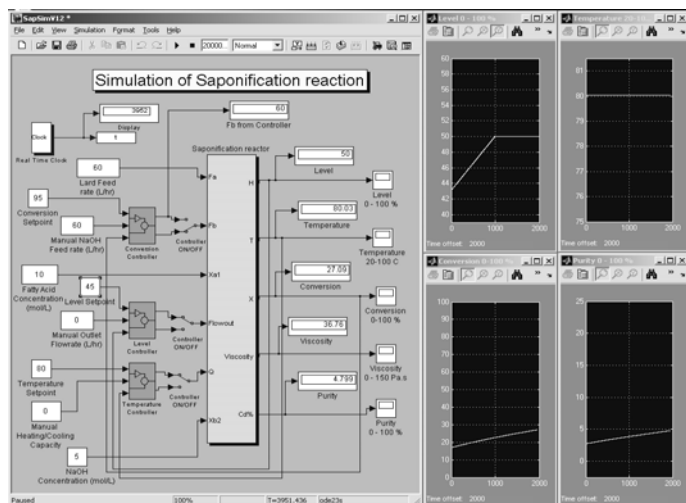 SapSimV12 *
File Edit View Simulation Format Tools Help
20000... Normal
Simulation of Saponification reaction
3952
Display
1
Clock
Real Time Clock
60
Fb from Controller
60
Lard Feed
rate (L/hr)
95
Conversion
Setpoint
60
Manual NaOH
Feed rate (L/hr)
Conversion
Controller
Controller
ON/OFF
10
Fatty Acid
Concentration
(mol/L)
45
Level Setpoint
0
Manual Outlet
Flowrate (L/hr)
Level
Controller
Controller
ON/OFF
80
Temperature
Setpoint
0
Manual
Heating/Cooling
Capacity
Temperature
Controller
Controller
ON/OFF
5
NaOH
Concentration (mol/L)
Saponification reactor
Fa
Fb
Xa1
Flowout
Q
Xb2
H
T
X
Viscosity
Cd%
50
Level
Level
0 - 100 %
80.03
Temperature
Temperature
20-100 C
27.09
Conversion
Conversion
0-100 %
36.76
Viscosity
Viscosity
0 - 150 Pa.s
4.799
Purity
Purity
0 - 100 %
Paused 100% T=3951.436 ode23s
Level 0 - 100 %
60
58
56
54
52
50
48
46
44
42
40
0 1000 2000
Time offset: 2000
Temperature 20-10
81
80
79
78
77
76
75
0 1000 2000
Time offset: 2000
Conversion 0-100 %
100
90
80
70
60
50
40
30
20
10
0
0 1000 2000
Time offset: 2000
Purity 0 - 100 %
25
20
15
10
5
0
0 1000 2000
Time offset: 2000